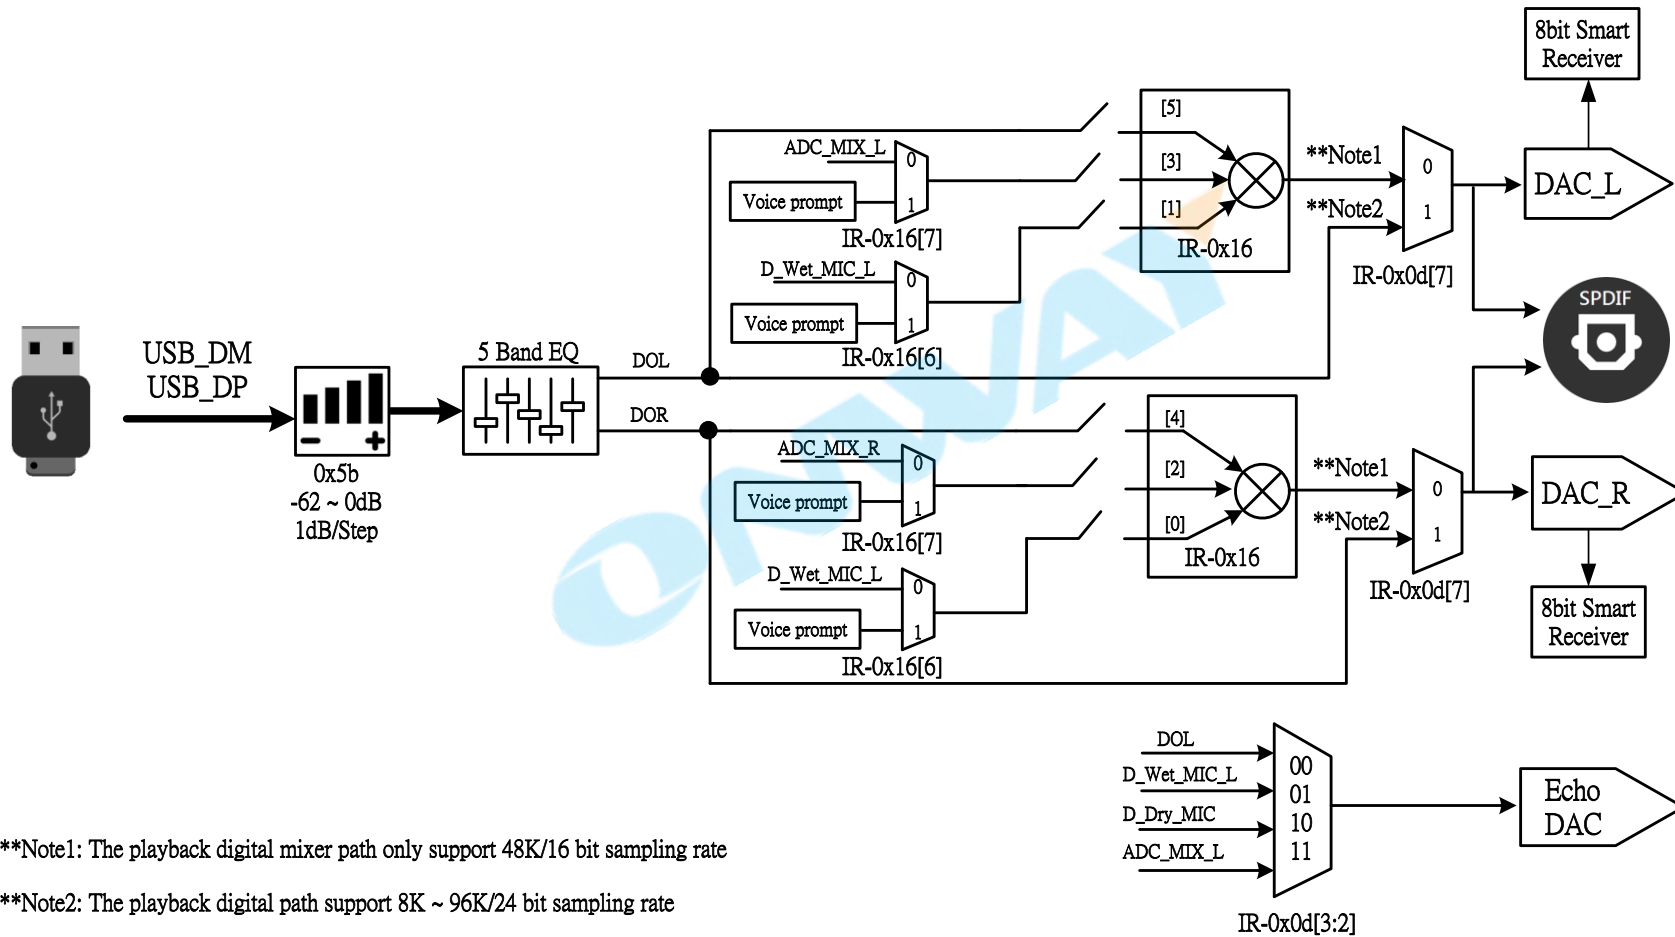 8bit Smart
Receiver
[5]
ADC_MIX_L
0
[3]
**Note1
0
DAC_L
Voice prompt
1
[1]
**Note2
1
IR-0x16[7]
IR-0x16
D_Wet_MIC_L
0
IR-0x0d[7]
SPDIF
Voice prompt
1
IR-0x16[6]
USB_DM
USB_DP
5 Band EQ
DOL
DOR
0x5b
-62 ~ 0dB
1dB/Step
[4]
ADC_MIX_R
0
[2]
**Note1
0
DAC_R
Voice prompt
1
[0]
**Note2
1
IR-0x16[7]
IR-0x16
D_Wet_MIC_L
0
IR-0x0d[7]
8bit Smart
Receiver
Voice prompt
1
IR-0x16[6]
ONWAY
DOL
00
D_Wet_MIC_L
01
D_Dry_MIC
10
ADC_MIX_L
11
Echo
DAC
IR-0x0d[3:2]
**Note1: The playback digital mixer path only support 48K/16 bit sampling rate
**Note2: The playback digital path support 8K ~ 96K/24 bit sampling rate